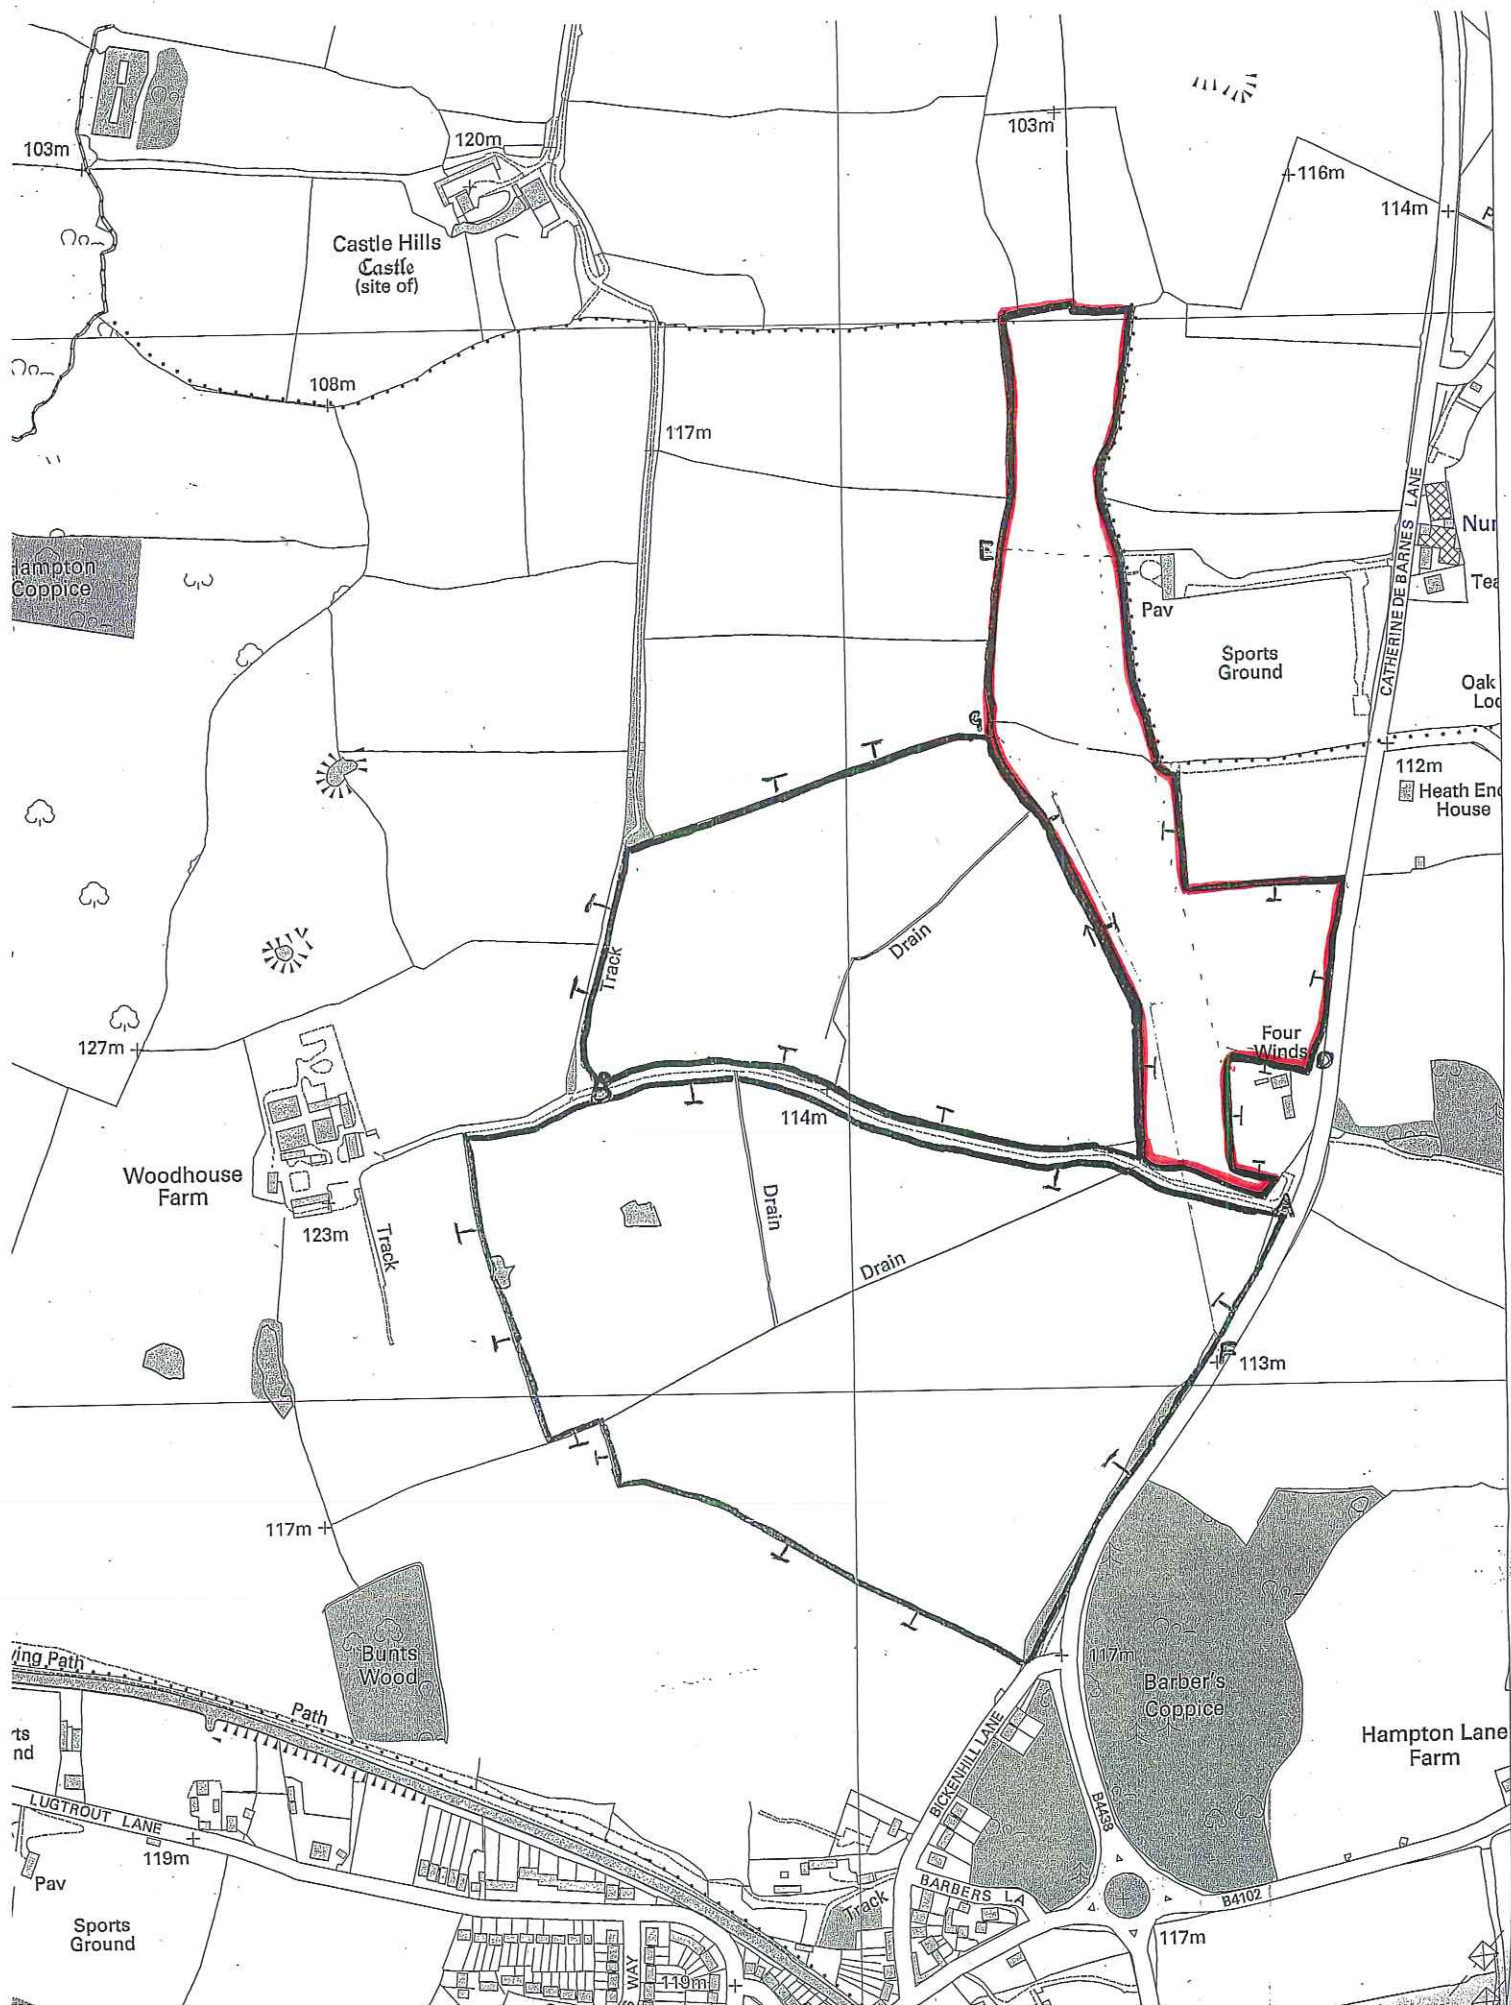 103m
120m
103m
116m
114m
Castle Hills
Castle
(site of)
108m
117m
CATHERINE DE BARNES LANE
Hampton
Coppice
Pav
Sports
Ground
Oak
112m
Heath End
House
G
Drain
Track
Four
Winds
D
127m
B
114m
Woodhouse
Farm
A
Drain
123m
Track
Drain
113m
117m
117m
Bunts
Wood
Barber's
Coppice
Path
Path
Hampton Lane
Farm
BICKENHILL LANE
B4438
LUGTROUT LANE
119m
Pav
BARBERS LA
B4102
Track
Sports
Ground
117m
WAY
119m